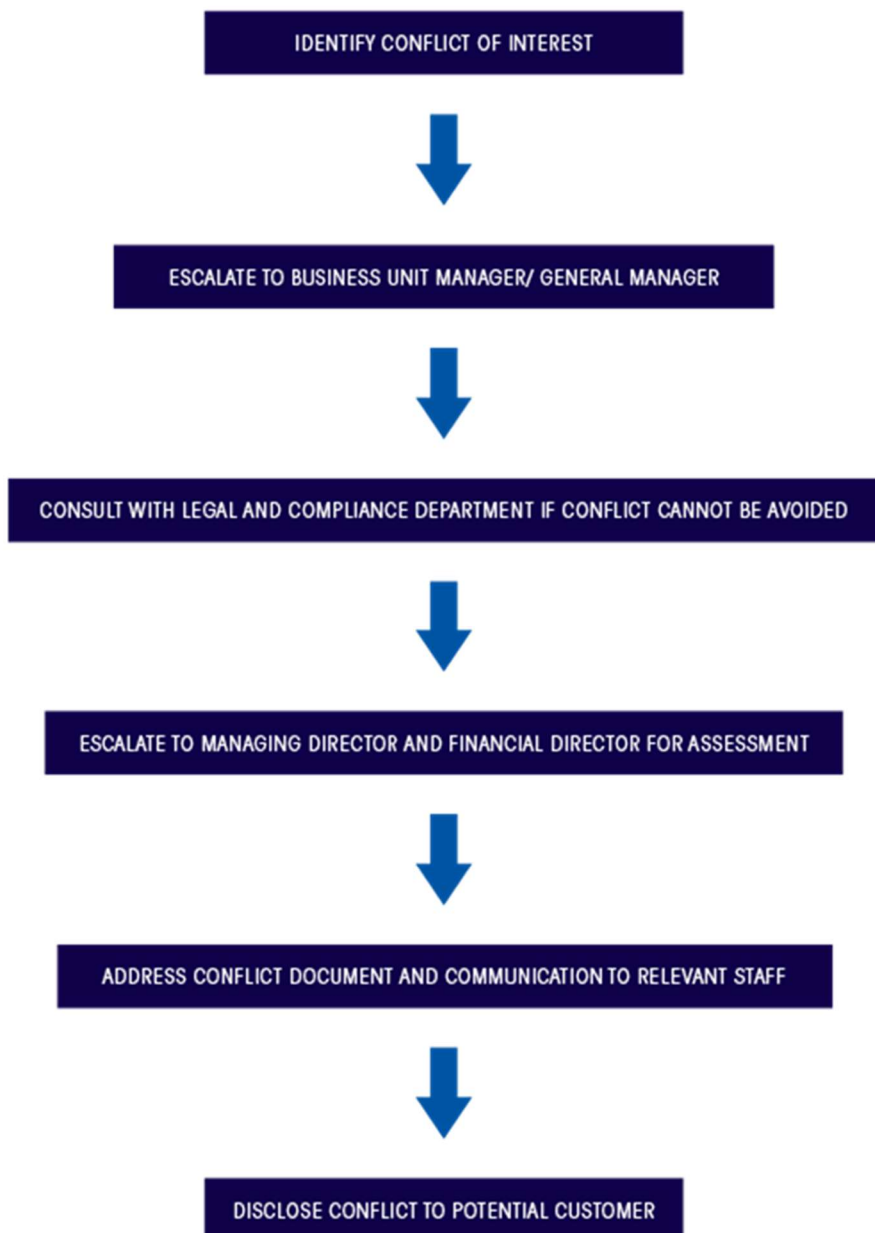 IDENTIFY CONFLICT OF INTEREST
ESCALATE TO BUSINESS UNIT MANAGER/ GENERAL MANAGER
CONSULT WITH LEGAL AND COMPLIANCE DEPARTMENT IF CONFLICT CANNOT BE AVOIDED
ESCALATE TO MANAGING DIRECTOR AND FINANCIAL DIRECTOR FOR ASSESSMENT
ADDRESS CONFLICT DOCUMENT AND COMMUNICATION TO RELEVANT STAFF
DISCLOSE CONFLICT TO POTENTIAL CUSTOMER